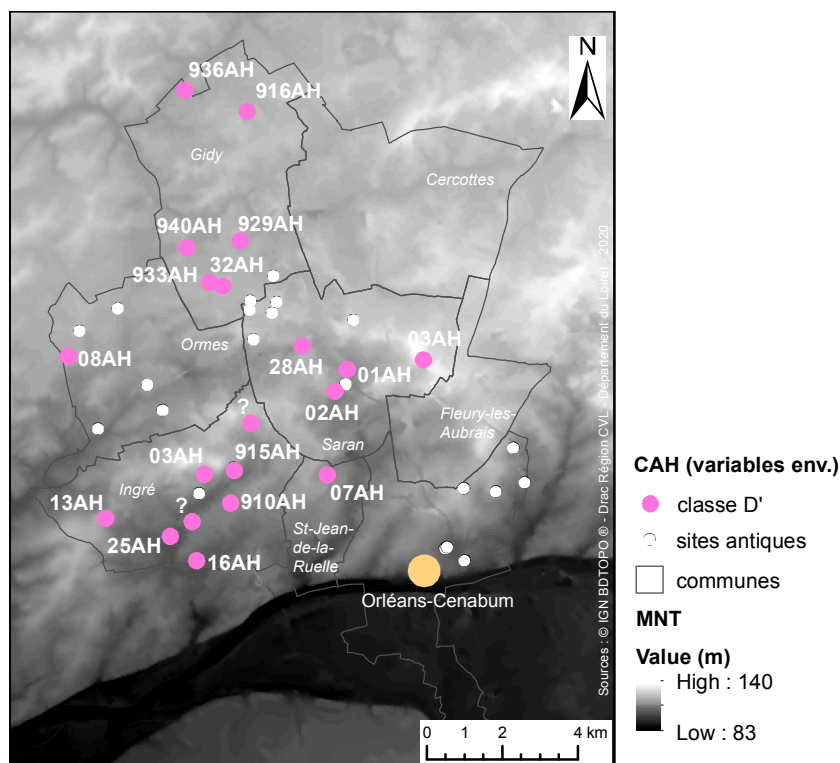 N
936AH
916AH
Gidy
Cercottes
940AH
929AH
933AH
32AH
Ormes
03AH
08AH
28AH
01AH
02AH
Fleury-les-
Aubrais
?
Saran
03AH
915AH
Ingré
07AH
13AH
?
910AH
St-Jean-
de-la-
Ruelle
25AH
16AH
Orléans-Cenabum
0 1 2 4 km
Sources : © IGN BDTOPO ® - Drac Région CVL - Département du Loiret - 2020
CAH (variables env.)
classe D'
sites antiques
communes
MNT
Value (m)
High : 140
Low : 83